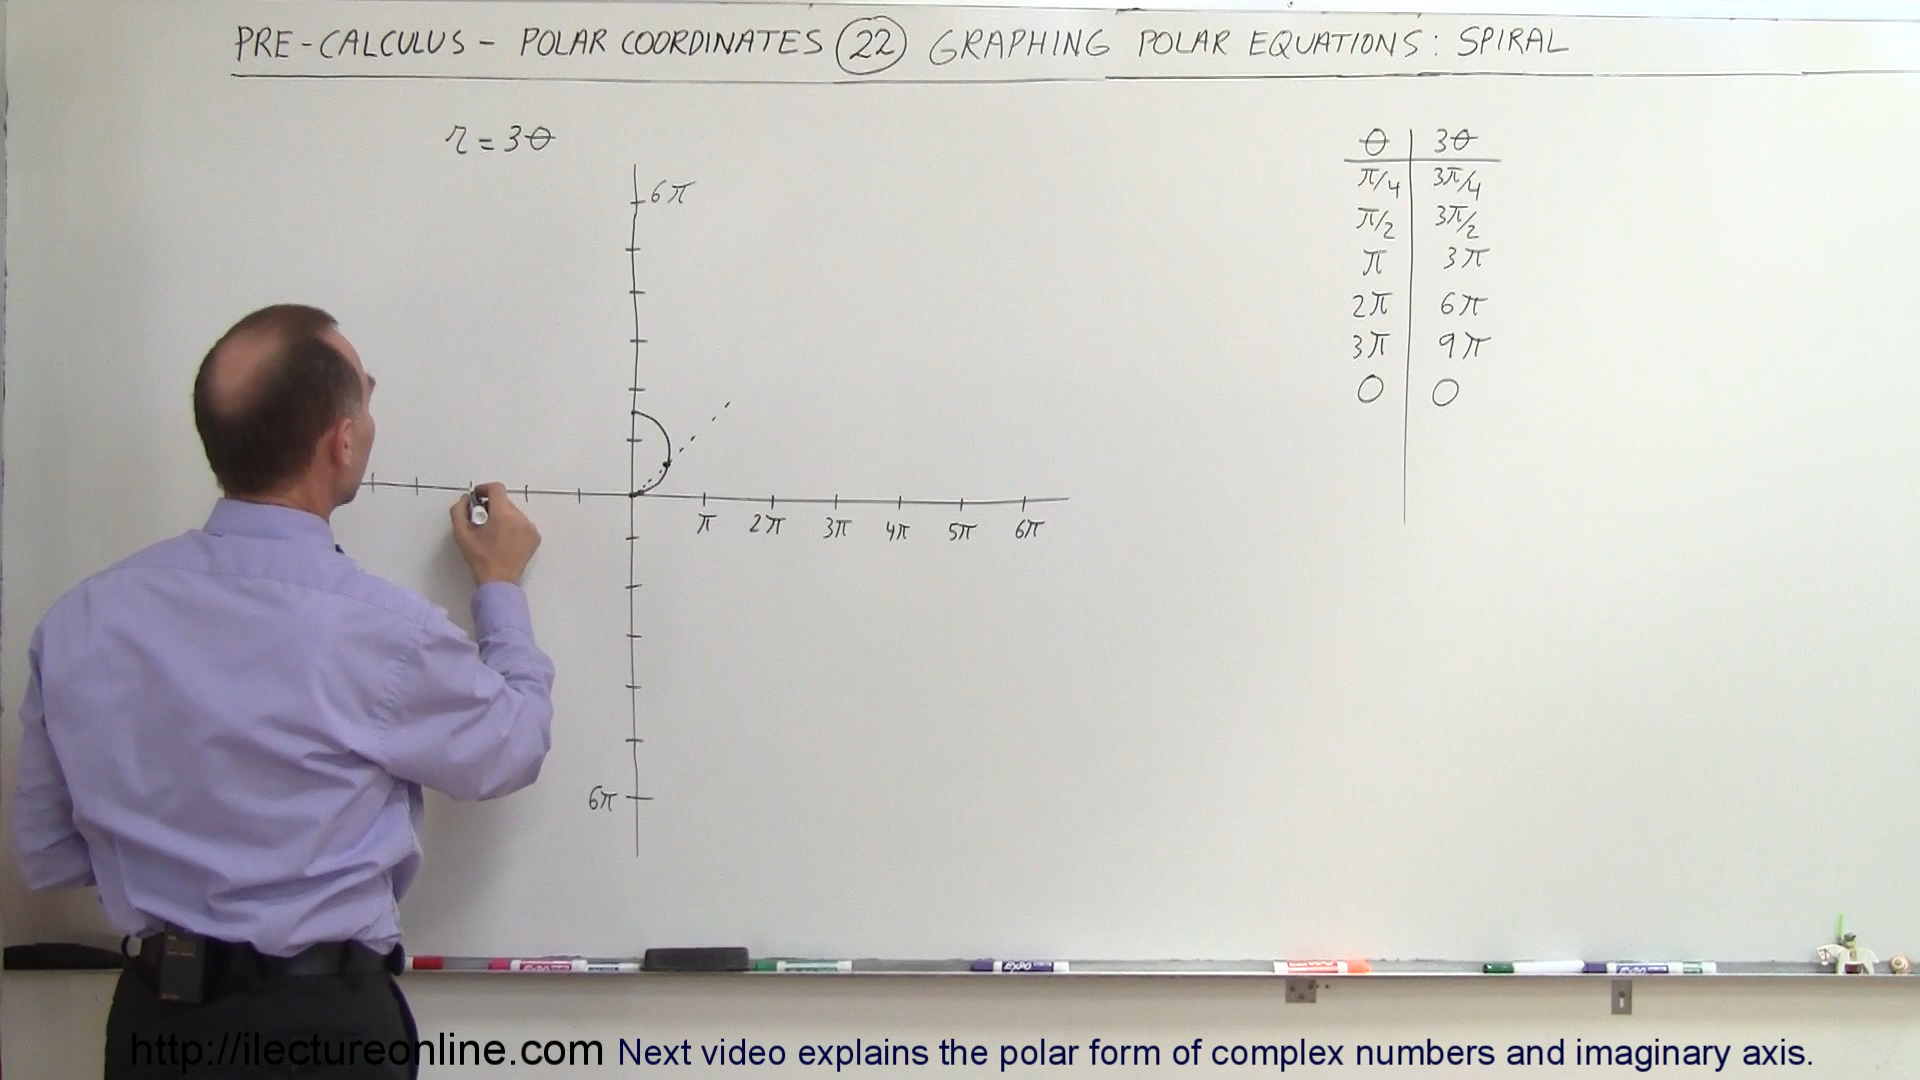 PRE-CALCULUS - POLAR COORDINATES 22 GRAPHING POLAR EQUATIONS: SPIRAL
r = 3θ
θ 3θ
π/4 3π/4
π/2 3π/2
π 3π
2π 6π
3π 9π
0 0
6π
π 2π 3π 4π 5π 6π
6π
EXPO
http://ilectureonline.com Next video explains the polar form of complex numbers and imaginary axis.